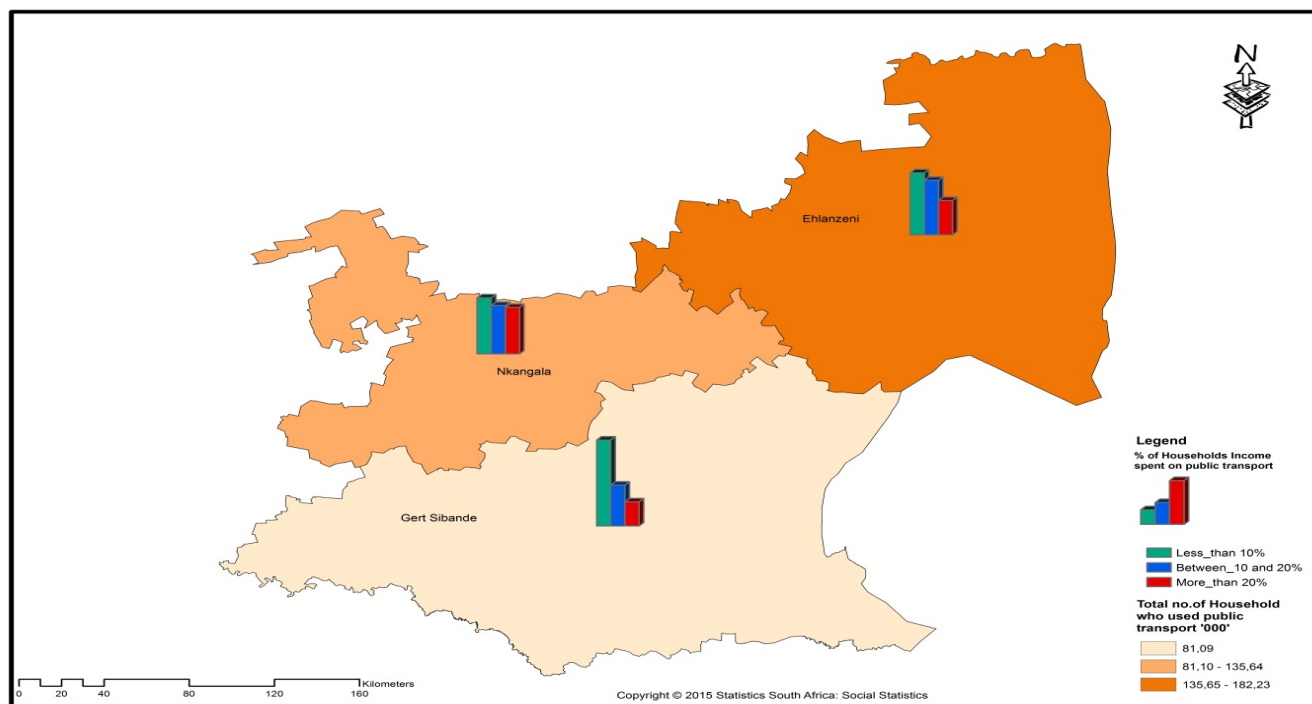 N
Ehlanzeni
Nkangala
Gert Sibande
Legend
% of Households Income
spent on public transport
Less_than 10%
Between_10 and 20%
More_than 20%
Total no.of Household
who used public
transport '000'
81,09
81,10 - 135,64
135,65 - 182,23
Kilometers
0 20 40 80 120 160
Copyright © 2015 Statistics South Africa: Social Statistics